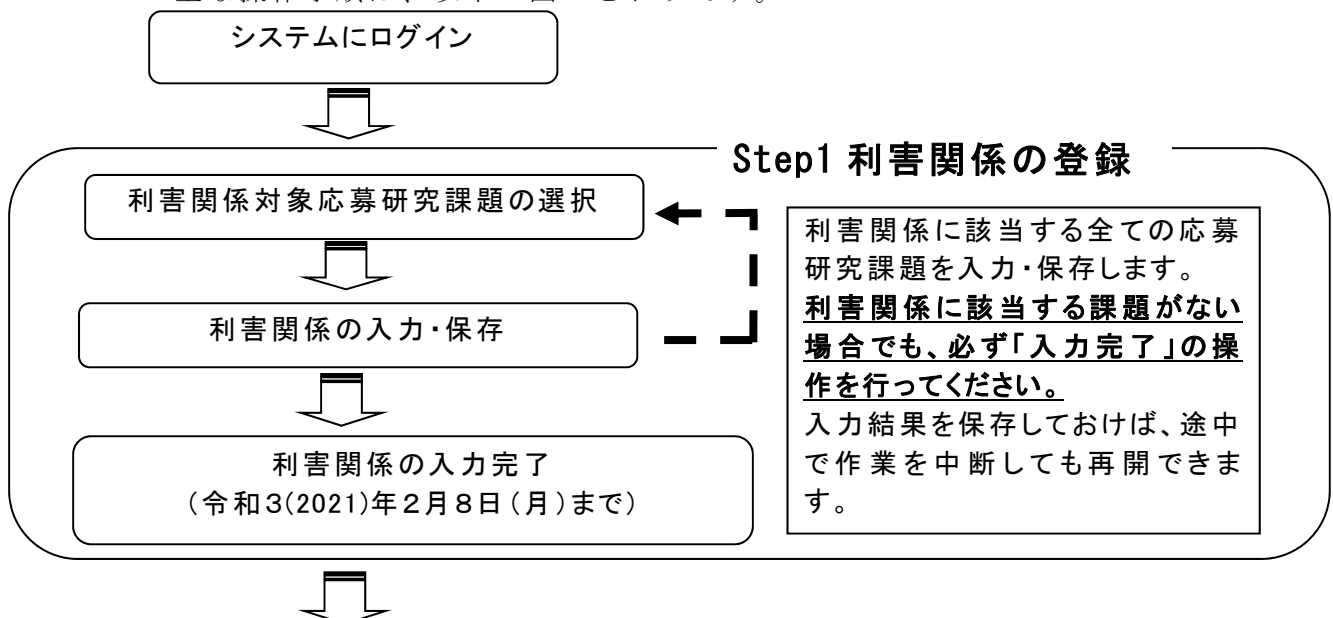 システムにログイン
Step1 利害関係の登録
利害関係対象応募研究課題の選択
利害関係の入力・保存
利害関係の入力完了
(令和3(2021)年2月8日(月)まで)
利害関係に該当する全ての応募
研究課題を入力・保存します。
利害関係に該当する課題がない
場合でも、必ず「入力完了」の操
作を行ってください。
入力結果を保存しておけば、途中
で作業を中断しても再開できま
す。